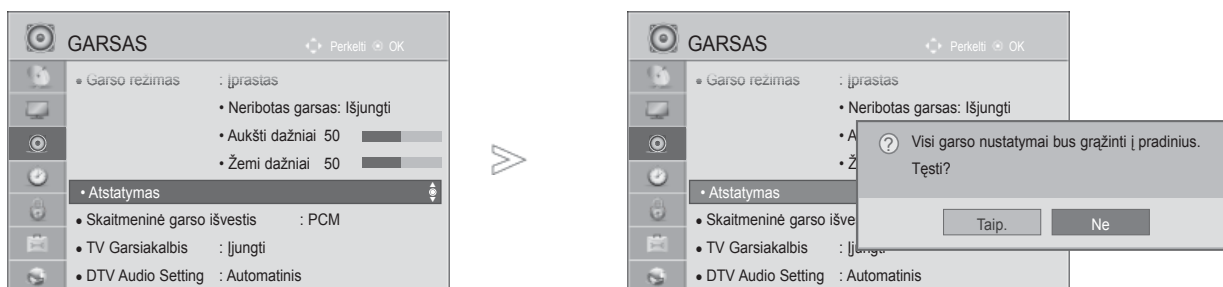 GARSAS
Perkelti OK
• Garso režimas : Įprastas
• Neribotas garsas: Išjungti
• Aukšti dažniai 50
• Žemi dažniai 50
• Atstatymas
• Skaitmeninė garso išvestis : PCM
• TV Garsiakalbis : Įjungti
• DTV Audio Setting : Automatinis
GARSAS
Perkelti OK
• Garso režimas : Įprastas
• Neribotas garsas: Išjungti
• A
• Ž
• Atstatymas
• Skaitmeninė garso išve
• TV Garsiakalbis : Įjungti
• DTV Audio Setting : Automatinis
? Visi garso nustatymai bus grąžinti į pradinius.
Tęsti?
Taip.
Ne